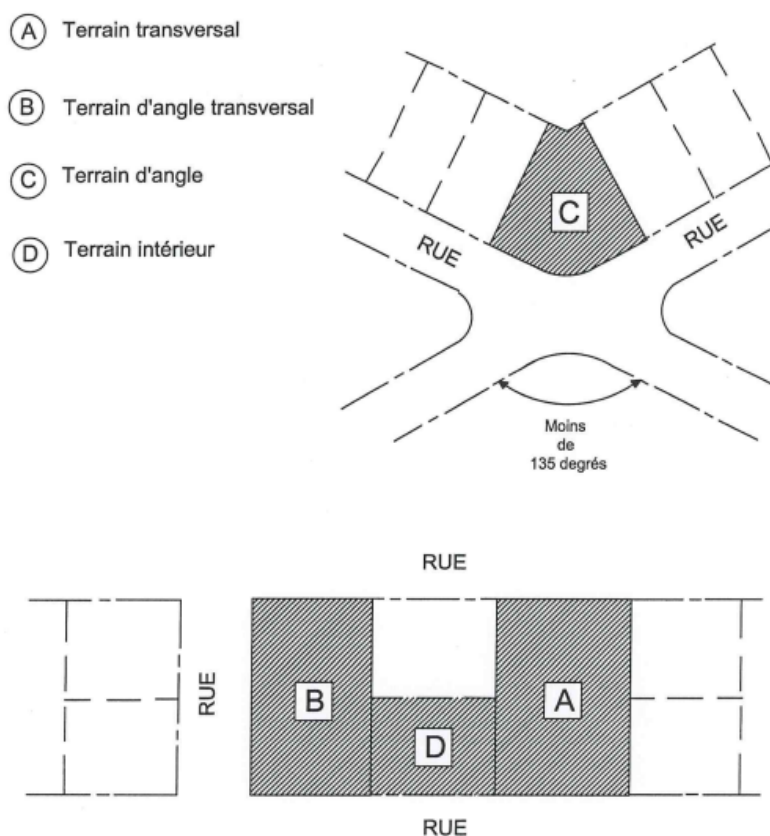 A Terrain transversal
B Terrain d'angle transversal
C Terrain d'angle
D Terrain intérieur
C
RUE
RUE
Moins
de
135 degrés
RUE
RUE
B
A
D
RUE